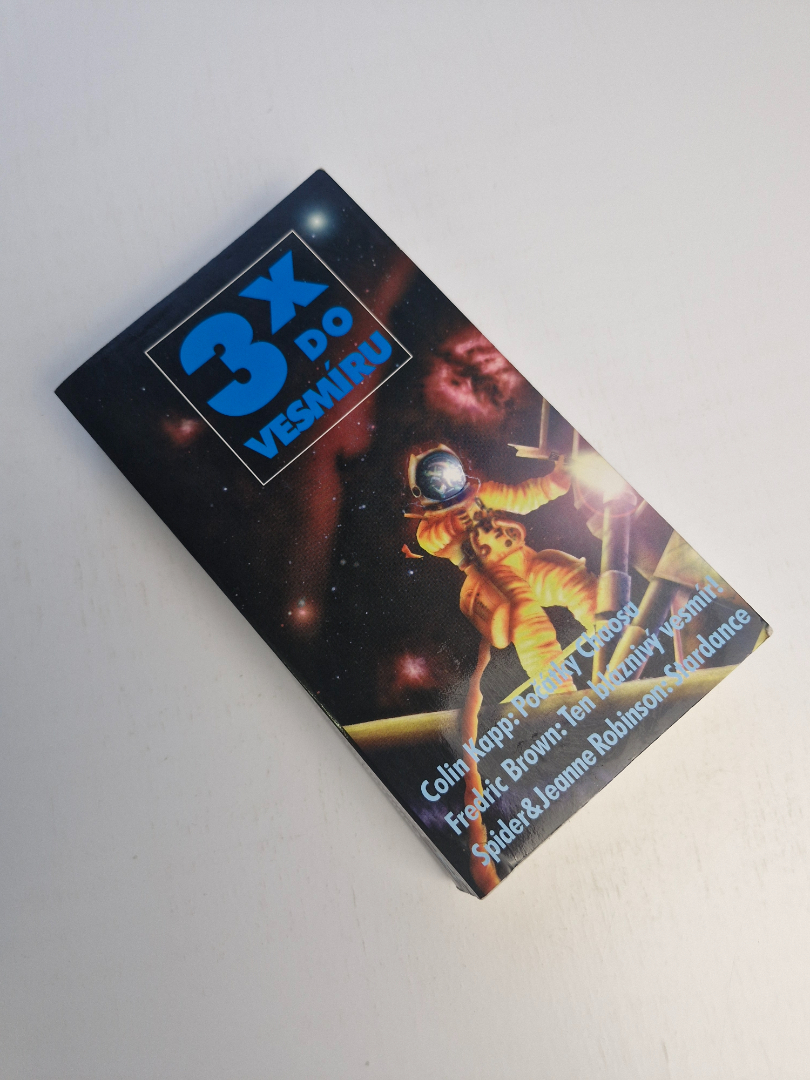 3x
DO
VESMÍRU
Colin Kapp: Počátky Chaosu
Fredric Brown: Ten bláznivý vesmír!
Spider&Jeanne Robinson: Stardance